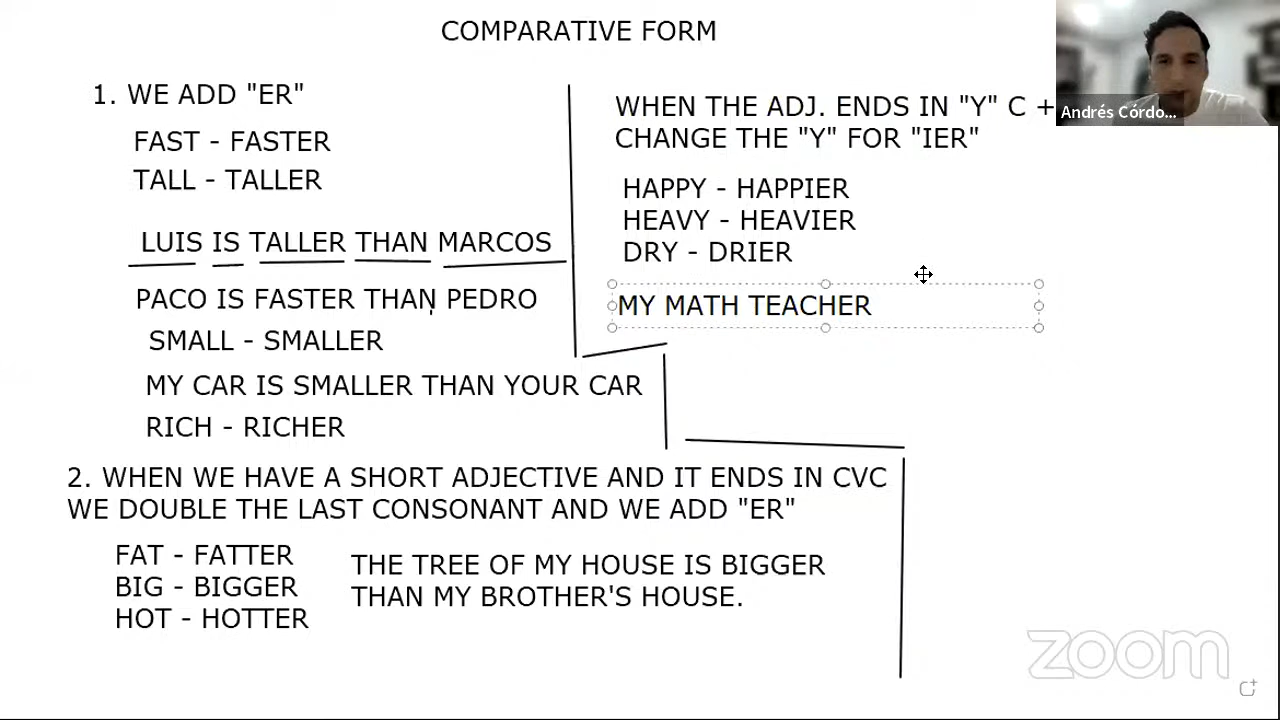 COMPARATIVE FORM
1. WE ADD "ER"
FAST - FASTER
TALL - TALLER
LUIS IS TALLER THAN MARCOS
PACO IS FASTER THAN PEDRO
SMALL - SMALLER
MY CAR IS SMALLER THAN YOUR CAR
RICH - RICHER
2. WHEN WE HAVE A SHORT ADJECTIVE AND IT ENDS IN CVC
WE DOUBLE THE LAST CONSONANT AND WE ADD "ER"
FAT - FATTER
BIG - BIGGER
HOT - HOTTER
THE TREE OF MY HOUSE IS BIGGER
THAN MY BROTHER'S HOUSE.
WHEN THE ADJ. ENDS IN "Y" C +
CHANGE THE "Y" FOR "IER"
HAPPY - HAPPIER
HEAVY - HEAVIER
DRY - DRIER
MY MATH TEACHER
Andrés Córdo...
zoom